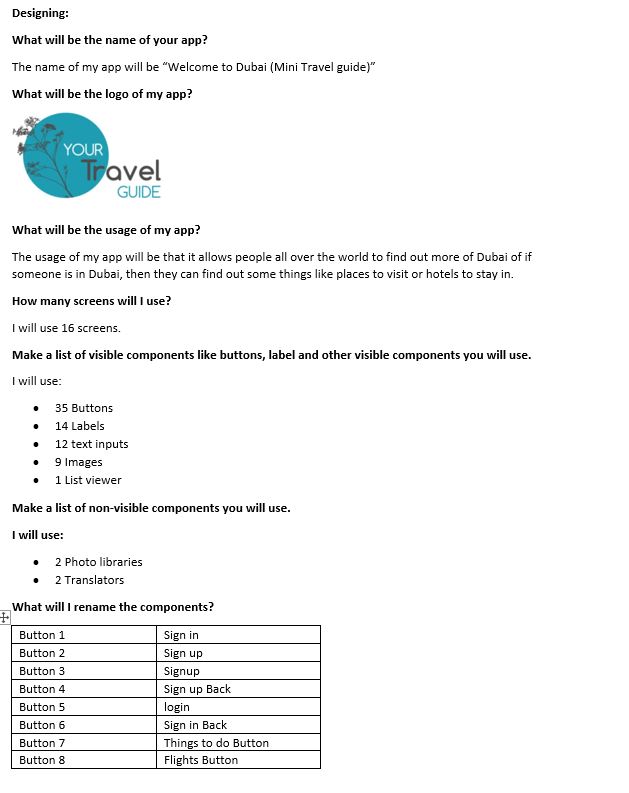 Designing:
What will be the name of your app?
The name of my app will be “Welcome to Dubai (Mini Travel guide)”
What will be the logo of my app?
YOUR
Travel
GUIDE
What will be the usage of my app?
The usage of my app will be that it allows people all over the world to find out more of Dubai of if
someone is in Dubai, then they can find out some things like places to visit or hotels to stay in.
How many screens will I use?
I will use 16 screens.
Make a list of visible components like buttons, label and other visible components you will use.
I will use:
• 35 Buttons
• 14 Labels
• 12 text inputs
• 9 Images
• 1 List viewer
Make a list of non-visible components you will use.
I will use:
• 2 Photo libraries
• 2 Translators
What will I rename the components?
Button 1 Sign in
Button 2 Sign up
Button 3 Signup
Button 4 Sign up Back
Button 5 login
Button 6 Sign in Back
Button 7 Things to do Button
Button 8 Flights Button